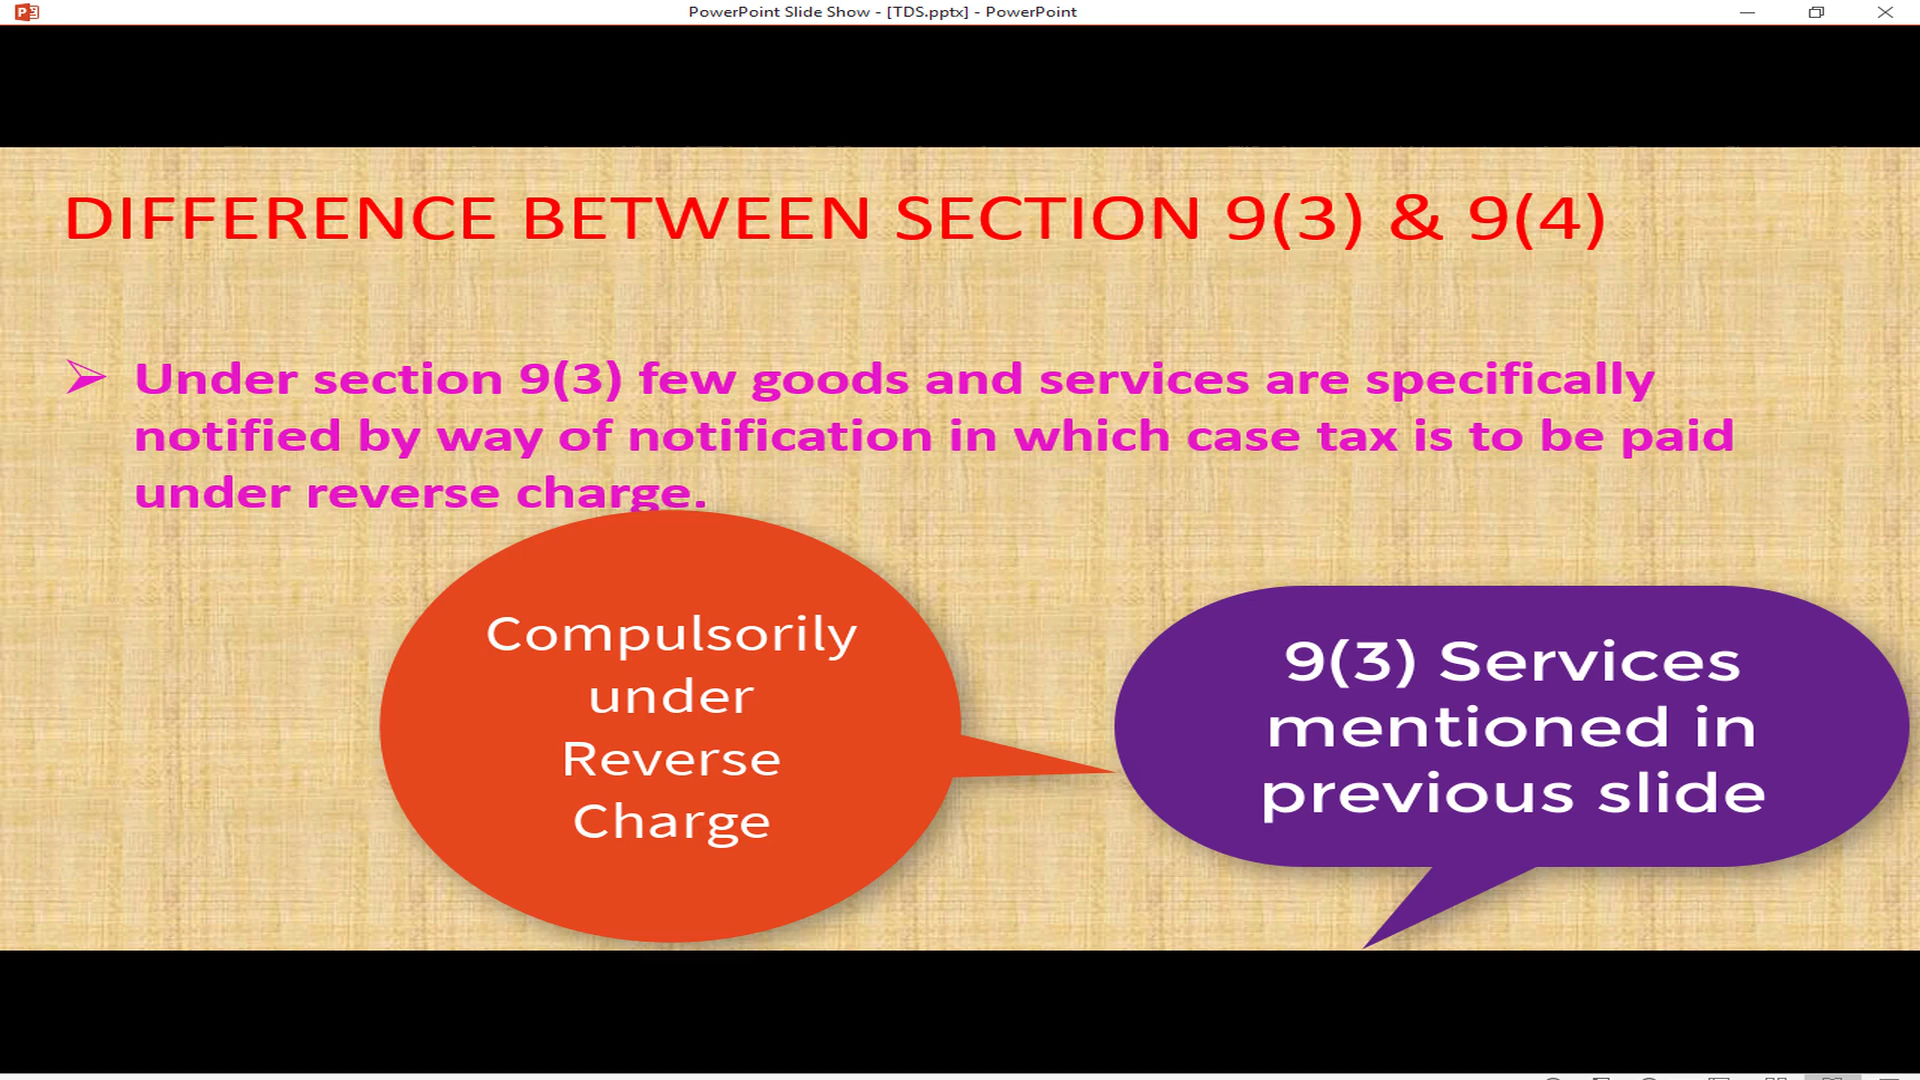 PowerPoint Slide Show - [TDS.pptx] - PowerPoint
DIFFERENCE BETWEEN SECTION 9(3) & 9(4)
Under section 9(3) few goods and services are specifically
notified by way of notification in which case tax is to be paid
under reverse charge.
Compulsorily
under
Reverse
Charge
9(3) Services
mentioned in
previous slide